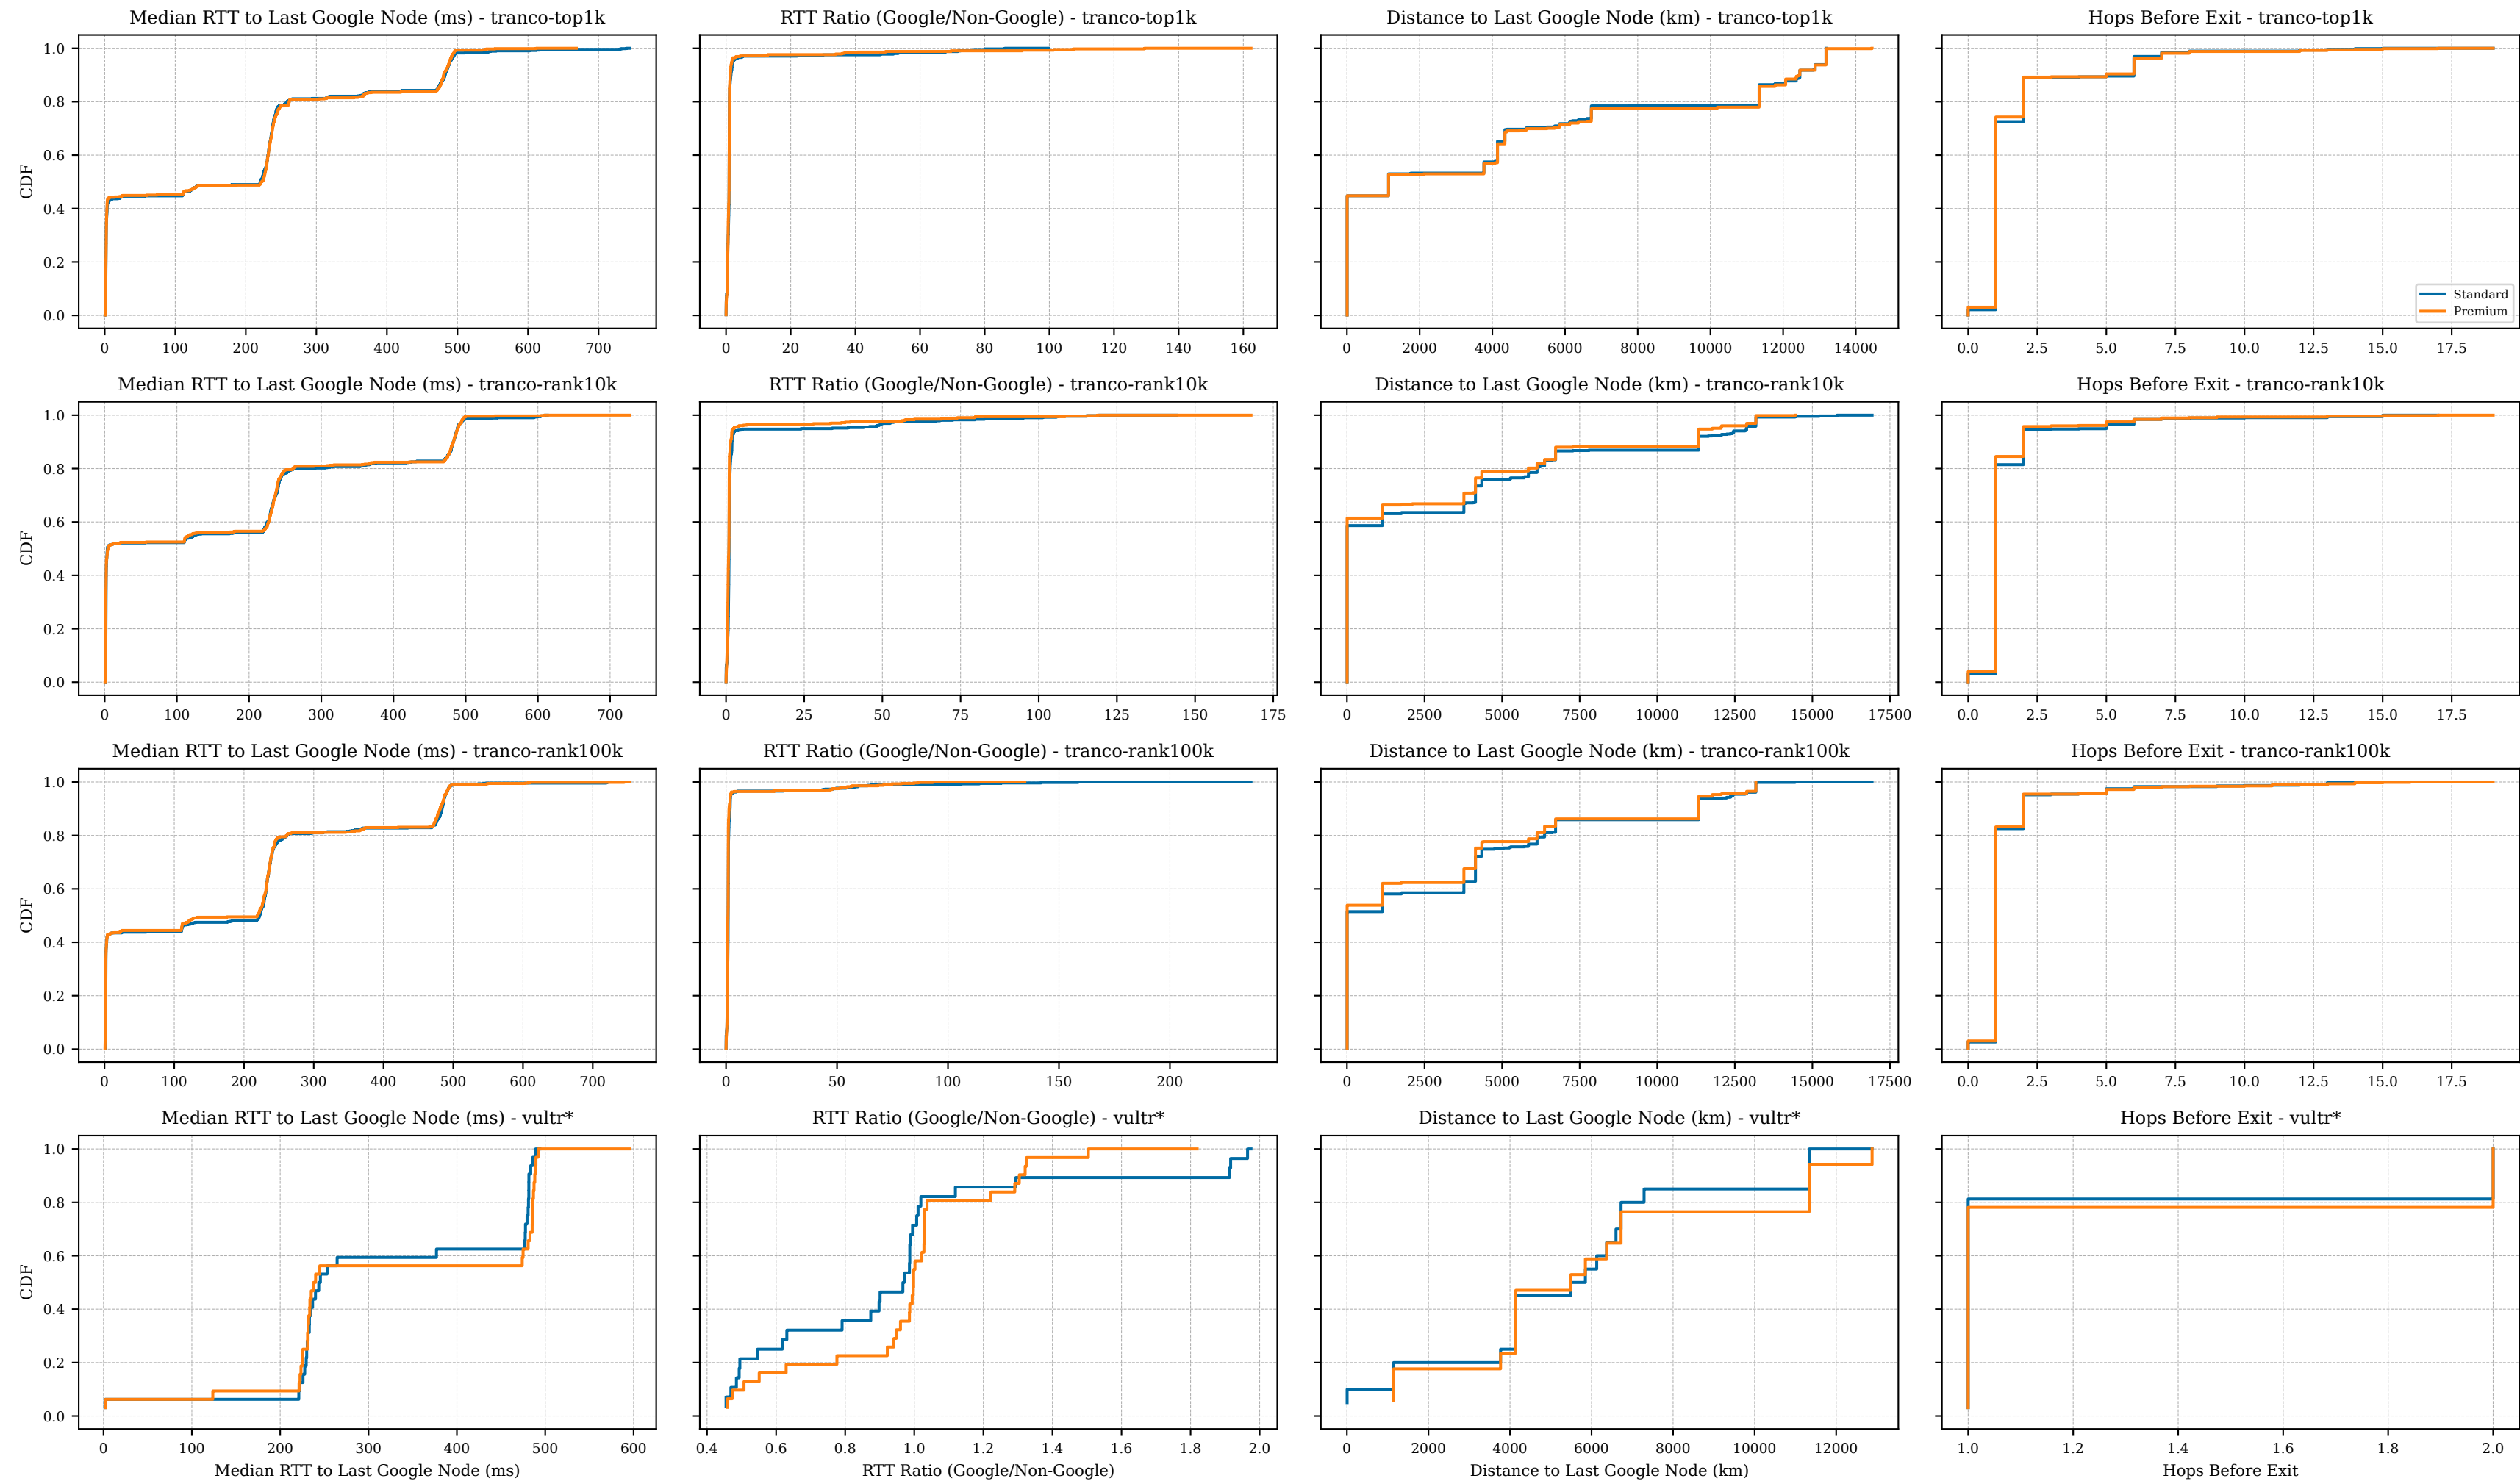 Median RTT to Last Google Node (ms) - tranco-top1k
RTT Ratio (Google/Non-Google) - tranco-top1k
Distance to Last Google Node (km) - tranco-top1k
Hops Before Exit - tranco-top1k
CDF
1.0
0.8
0.6
0.4
0.2
0.0
Standard
Premium
0 100 200 300 400 500 600 700
0 20 40 60 80 100 120 140 160
0 2000 4000 6000 8000 10000 12000 14000
0.0 2.5 5.0 7.5 10.0 12.5 15.0 17.5
Median RTT to Last Google Node (ms) - tranco-rank10k
RTT Ratio (Google/Non-Google) - tranco-rank10k
Distance to Last Google Node (km) - tranco-rank10k
Hops Before Exit - tranco-rank10k
CDF
1.0
0.8
0.6
0.4
0.2
0.0
0 100 200 300 400 500 600 700
0 25 50 75 100 125 150 175
0 2500 5000 7500 10000 12500 15000 17500
0.0 2.5 5.0 7.5 10.0 12.5 15.0 17.5
Median RTT to Last Google Node (ms) - tranco-rank100k
RTT Ratio (Google/Non-Google) - tranco-rank100k
Distance to Last Google Node (km) - tranco-rank100k
Hops Before Exit - tranco-rank100k
CDF
1.0
0.8
0.6
0.4
0.2
0.0
0 100 200 300 400 500 600 700
0 50 100 150 200
0 2500 5000 7500 10000 12500 15000 17500
0.0 2.5 5.0 7.5 10.0 12.5 15.0 17.5
Median RTT to Last Google Node (ms) - vultr*
RTT Ratio (Google/Non-Google) - vultr*
Distance to Last Google Node (km) - vultr*
Hops Before Exit - vultr*
CDF
1.0
0.8
0.6
0.4
0.2
0.0
0 100 200 300 400 500 600
0.4 0.6 0.8 1.0 1.2 1.4 1.6 1.8 2.0
0 2000 4000 6000 8000 10000 12000
1.0 1.2 1.4 1.6 1.8 2.0
Median RTT to Last Google Node (ms)
RTT Ratio (Google/Non-Google)
Distance to Last Google Node (km)
Hops Before Exit